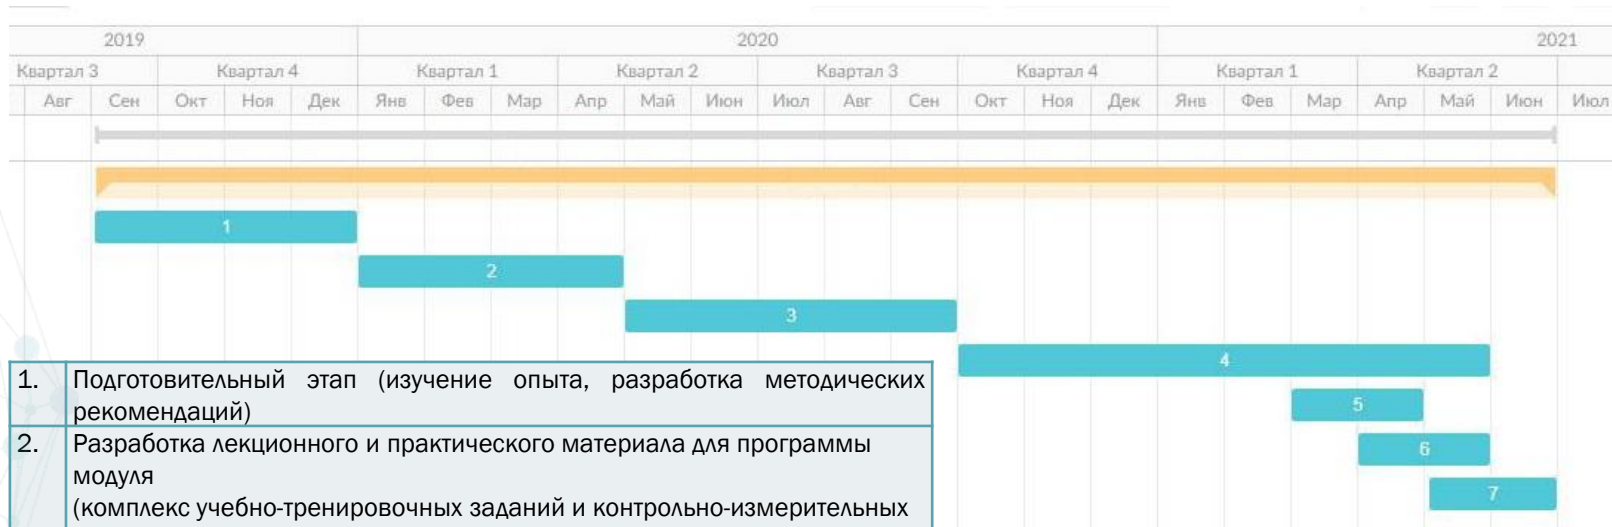 2019 2020 2021
Квартал 3 Квартал 4 Квартал 1 Квартал 2 Квартал 3 Квартал 4 Квартал 1 Квартал 2
Авг Сен Окт Ноя Дек Янв Фев Мар Апр Май Июн Июл Авг Сен Окт Ноя Дек Янв Фев Мар Апр Май Июн Июл
1
2
3
4
5
6
7
1. Подготовительный этап (изучение опыта, разработка методических
рекомендаций)
2. Разработка лекционного и практического материала для программы
модуля
(комплекс учебно-тренировочных заданий и контрольно-измерительных